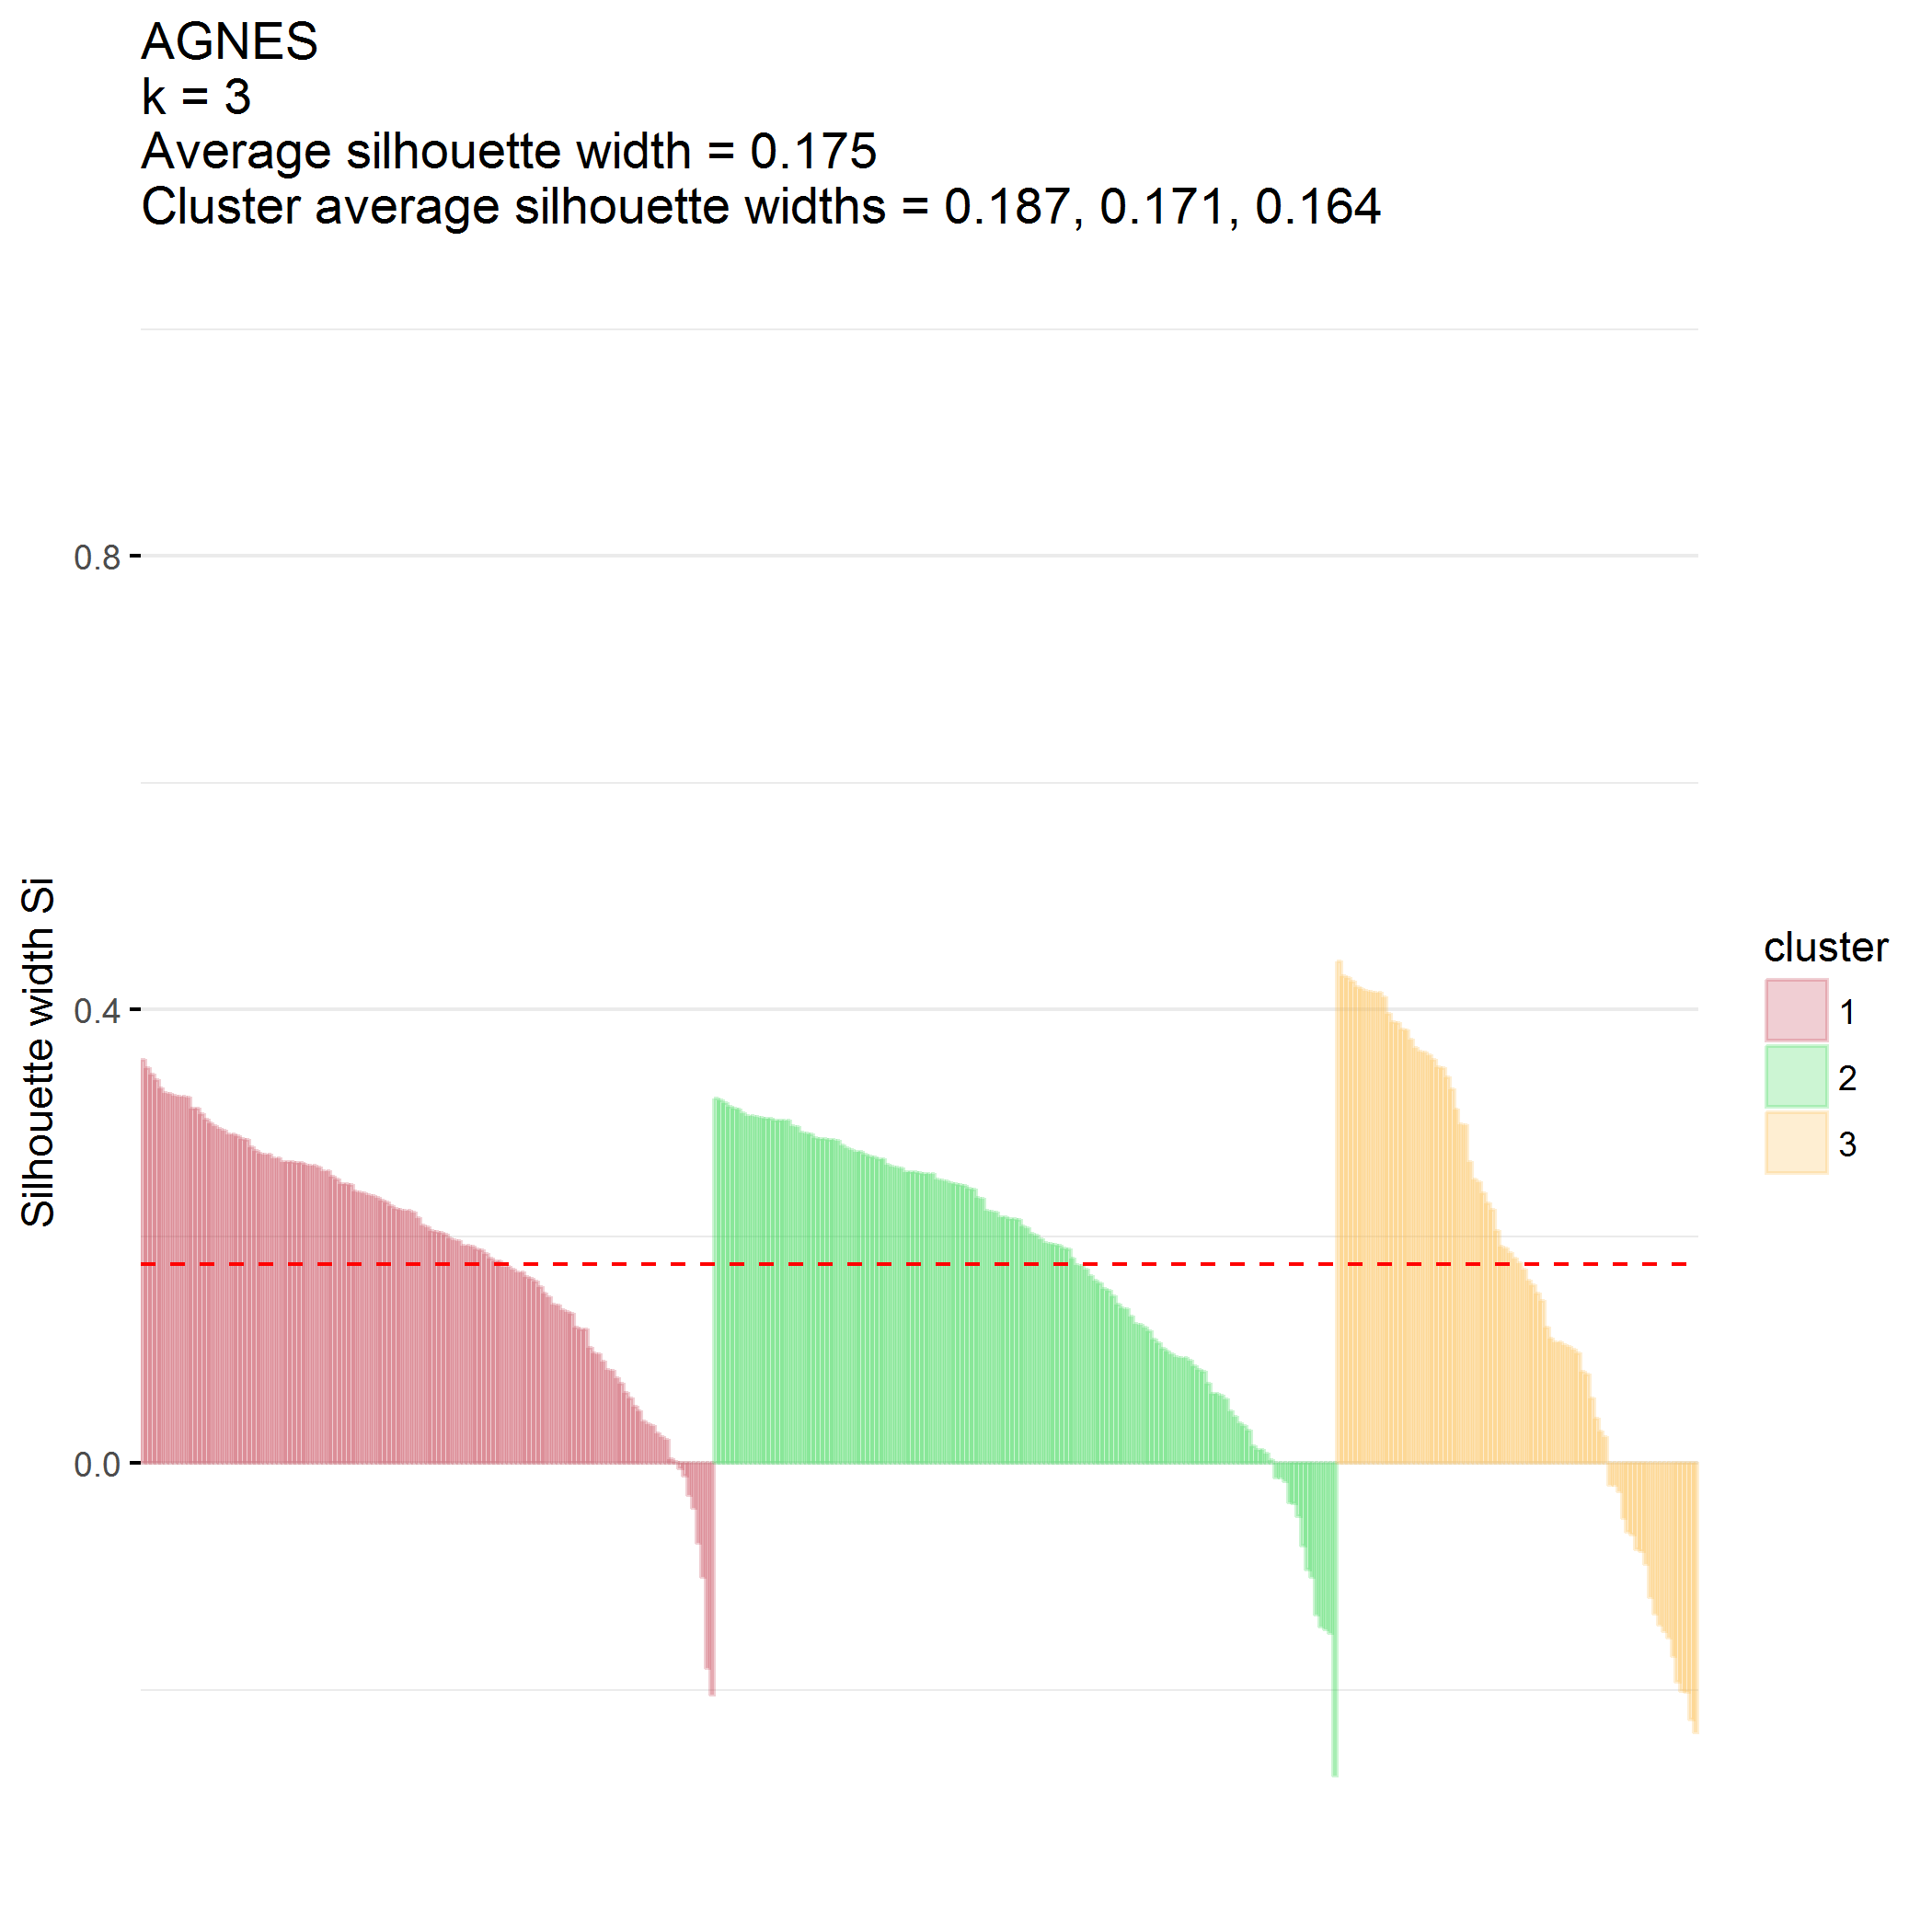 AGNES
k = 3
Average silhouette width = 0.175
Cluster average silhouette widths = 0.187, 0.171, 0.164
0.8
0.4
0.0
Silhouette width Si
cluster
1
2
3